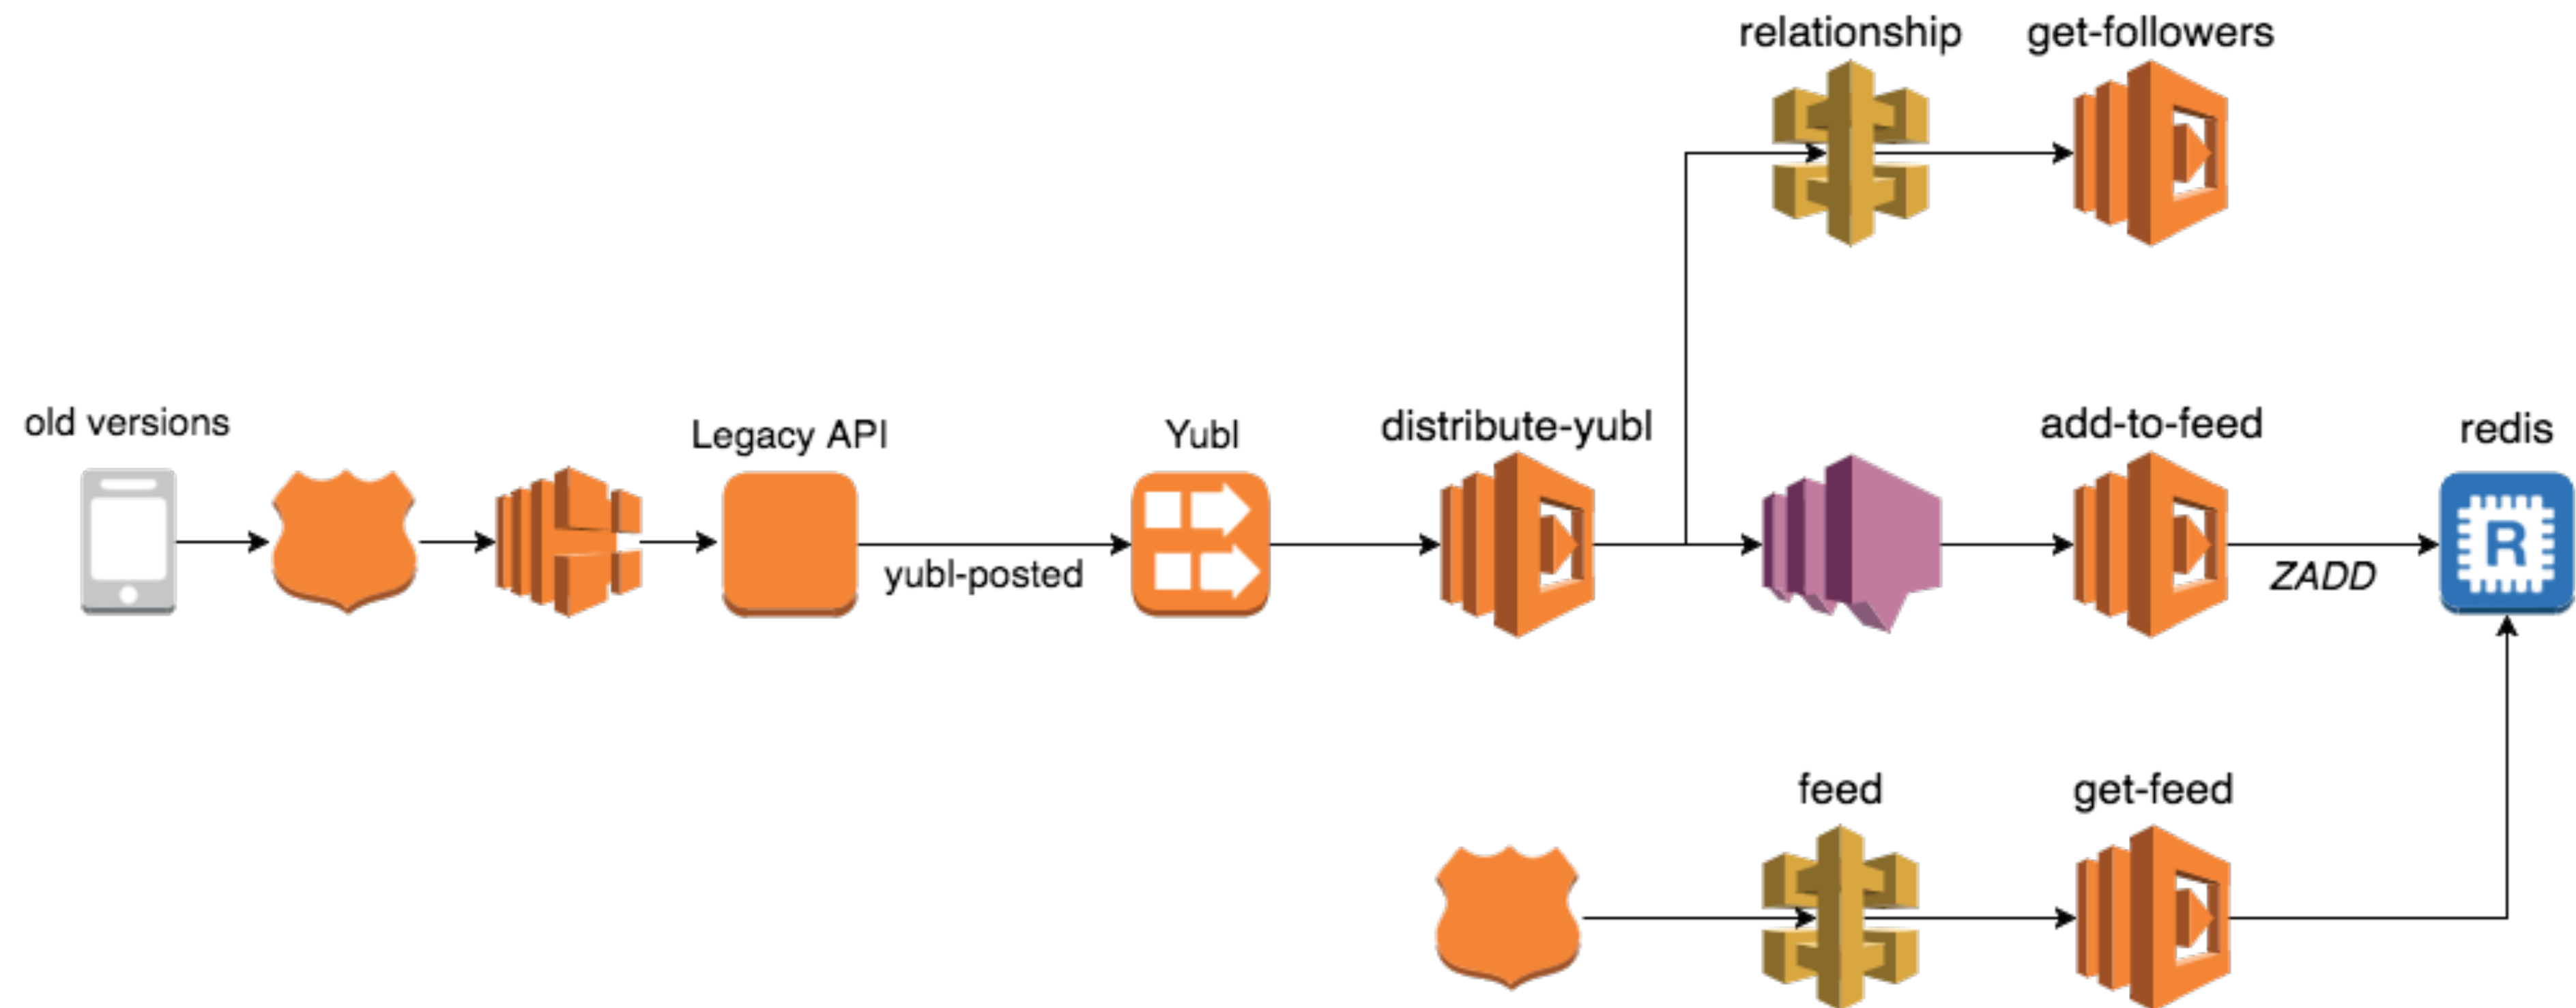 relationship
get-followers
old versions
Legacy API
Yubl
distribute-yubl
add-to-feed
redis
yubl-posted
ZADD
R
feed
get-feed